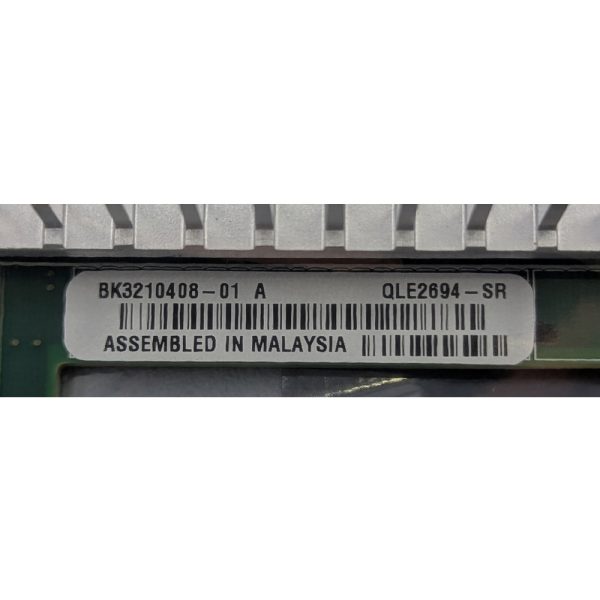 BK3210408-01 A QLE2694-SR
ASSEMBLED IN MALAYSIA